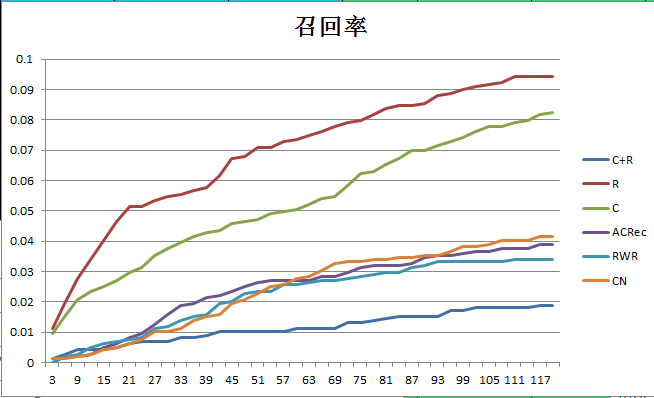 召回率
0.1
0.09
0.08
0.07
0.06
0.05
0.04
0.03
0.02
0.01
0
3 9 15 21 27 33 39 45 51 57 63 69 75 81 87 93 99 105 111 117
C+R
R
C
ACRec
RWR
CN